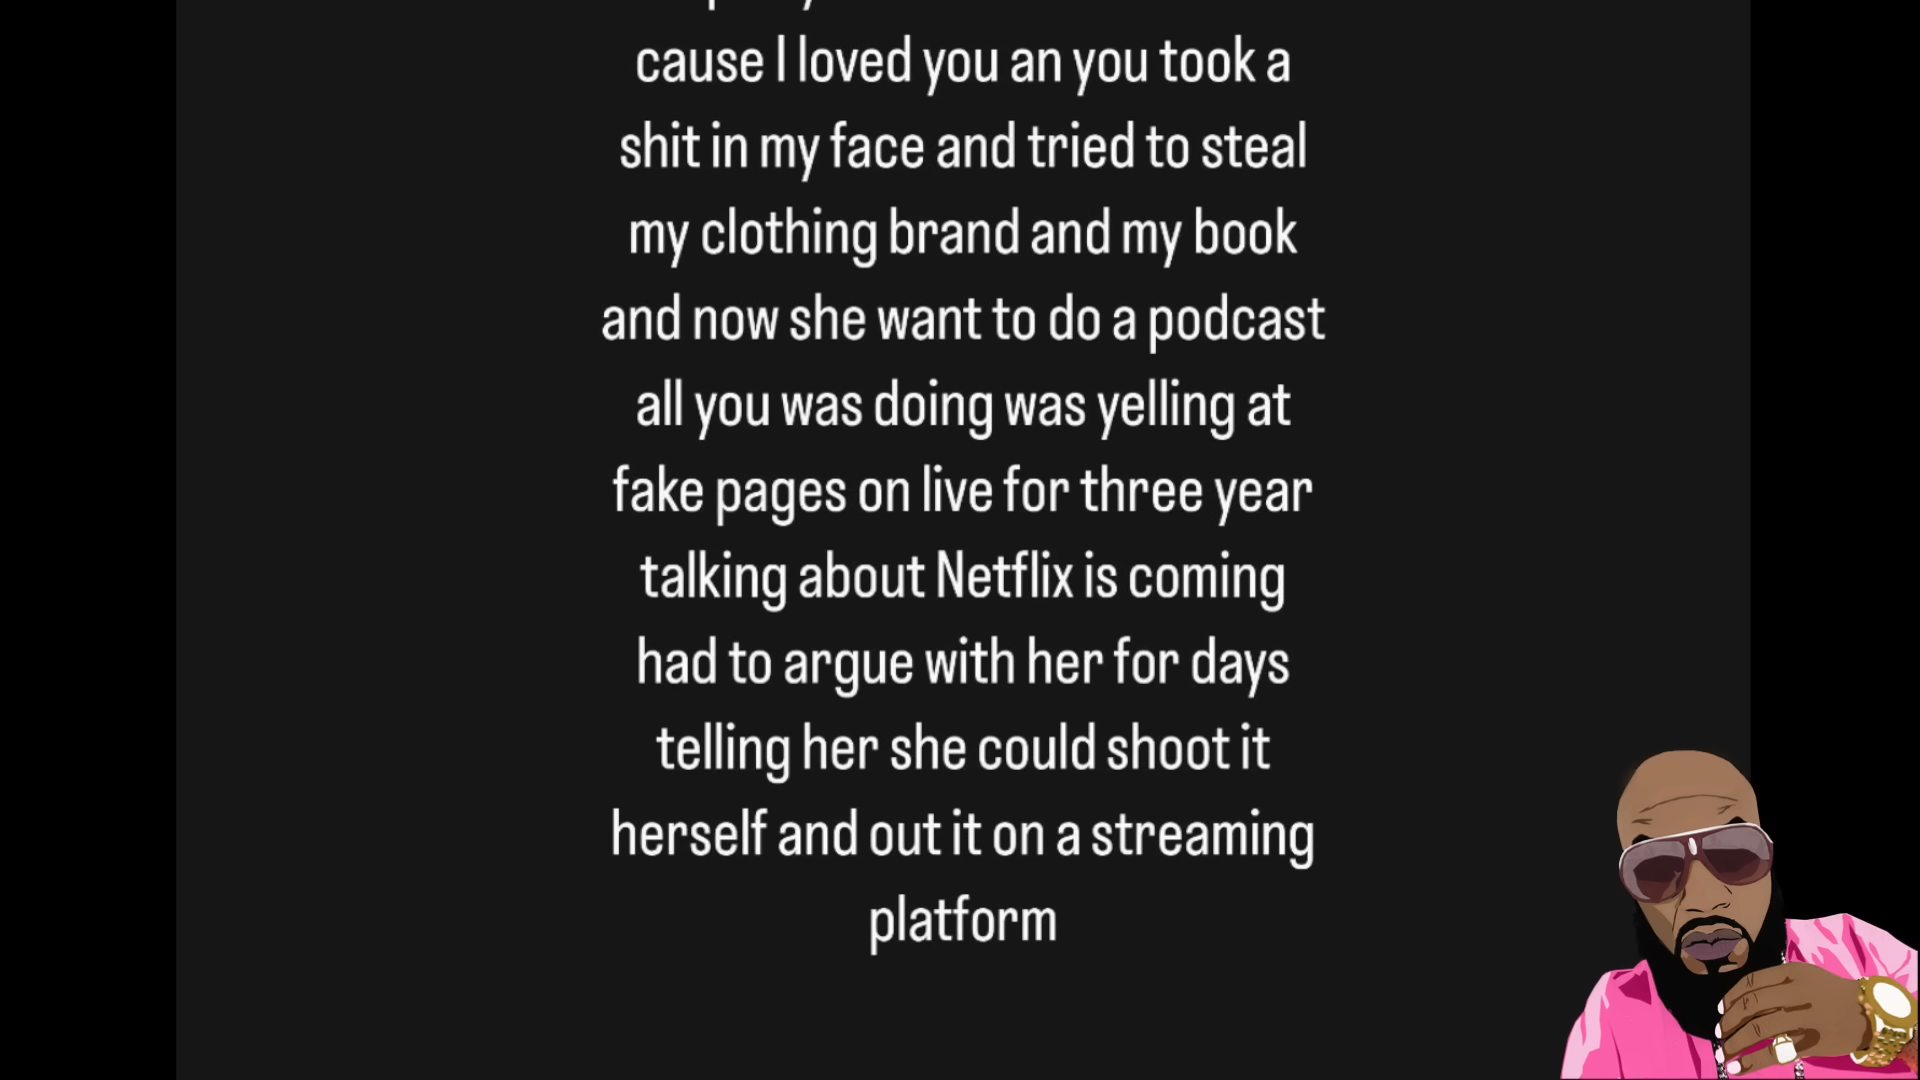 cause I loved you an you took a
shit in my face and tried to steal
my clothing brand and my book
and now she want to do a podcast
all you was doing was yelling at
fake pages on live for three year
talking about Netflix is coming
had to argue with her for days
telling her she could shoot it
herself and out it on a streaming
platform